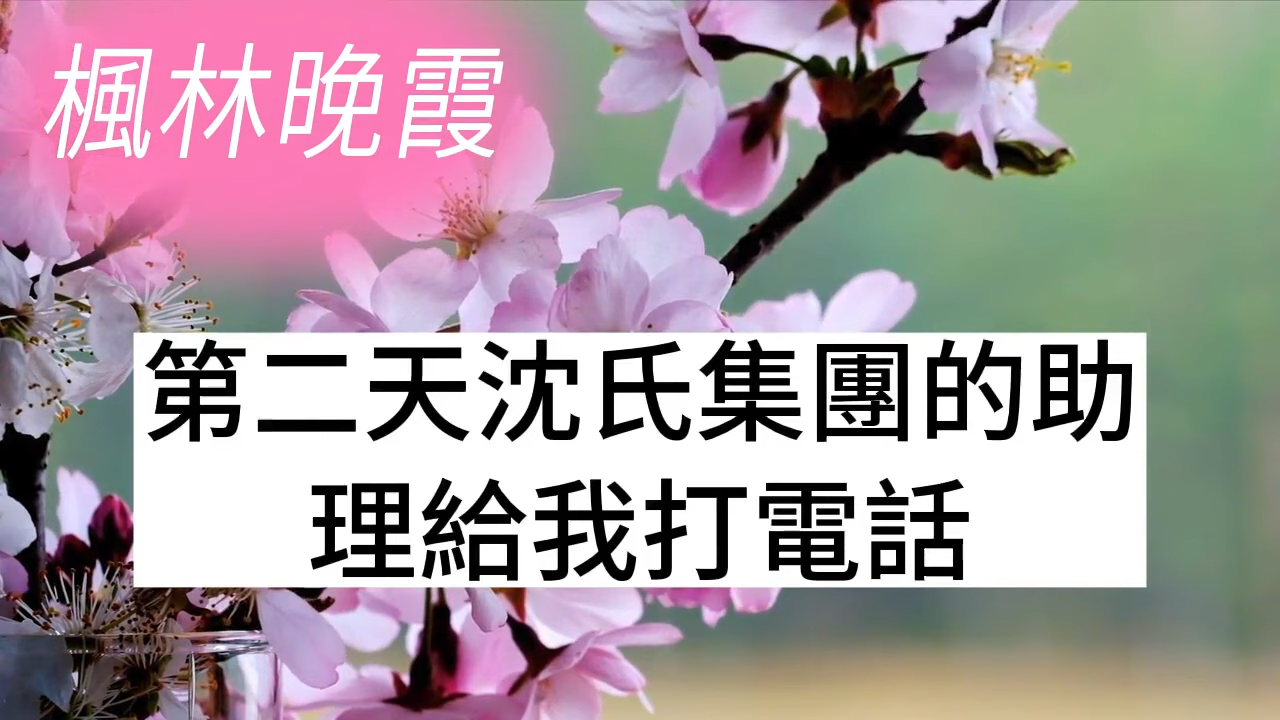 楓林晚霞
第二天沈氏集團的助
理給我打電話